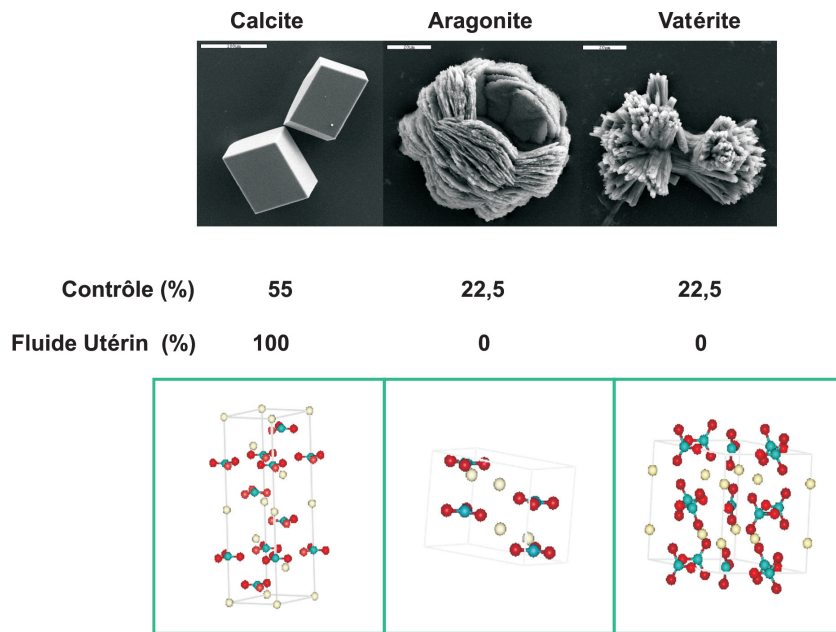 Calcite Aragonite Vatérite
Contrôle (%) 55 22,5 22,5
Fluide Utérin (%) 100 0 0